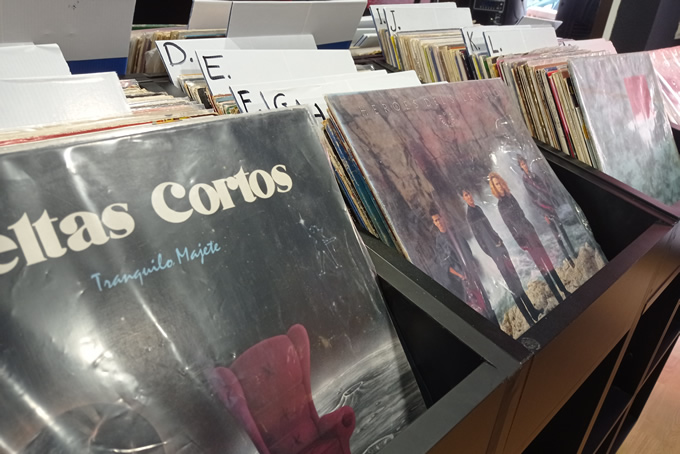 I/J
K.L.
D.
E.
F
G
H
eltas Cortos
Tranquilo Majete